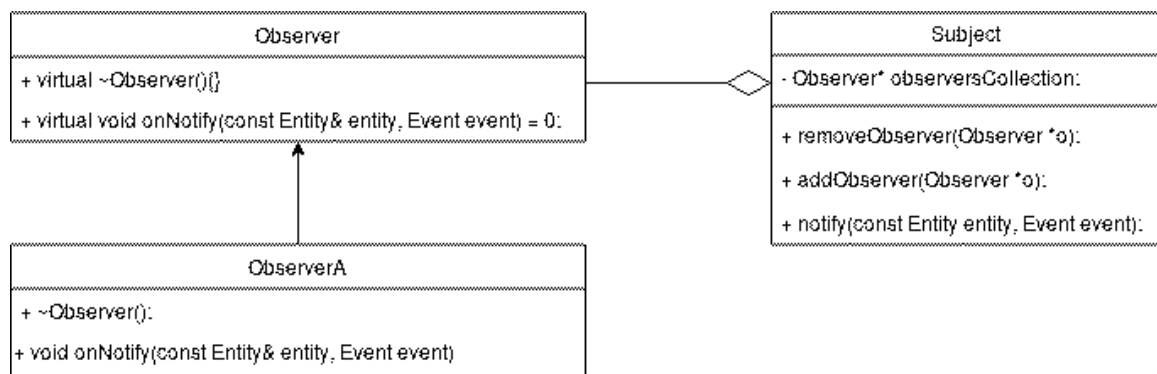 Observer
+ virtual ~Observer(){}
+ virtual void onNotify(const Entity& entity, Event event) = 0;
Subject
- Observer* observersCollection;
+ removeObserver(Observer *o);
+ addObserver(Observer *o);
+ notify(const Entity entity, Event event);
ObserverA
+ ~Observer();
+ void onNotify(const Entity& entity, Event event)